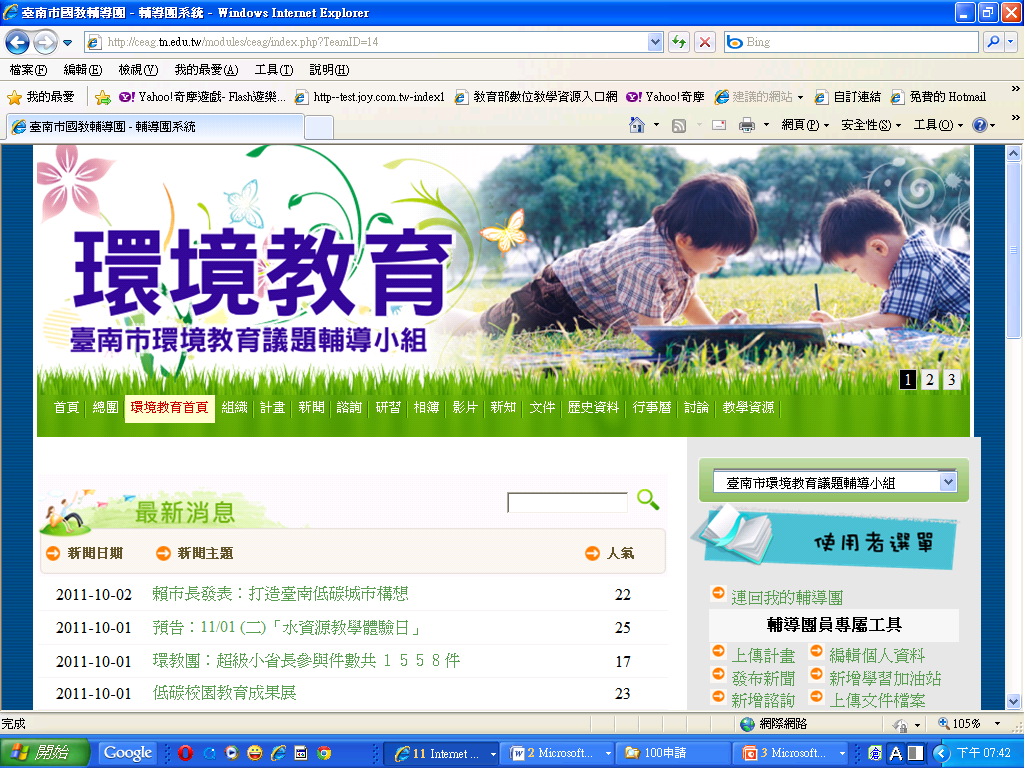 臺南市國教輔導團 - 輔導團系統 - Windows Internet Explorer
http://ceag.tn.edu.tw/modules/ceag/index.php?TeamID=14
Bing
檔案(F) 編輯(E) 檢視(V) 我的最愛(A) 工具(T) 說明(H)
我的最愛 Yahoo!奇摩遊戲- Flash遊樂... http--test.joy.com.tw-index1 教育部數位教學資源入口網 Yahoo!奇摩 建議的網站 自訂連結 免費的 Hotmail
臺南市國教輔導團 - 輔導團系統
網頁(P) 安全性(S) 工具(O)
環境教育
臺南市環境教育議題輔導小組
1 2 3
首頁 總團 環境教育首頁 組織 計畫 新聞 諮詢 研習 相簿 影片 新知 文件 歷史資料 行事曆 討論 教學資源
最新消息
新聞日期 新聞主題 人氣
2011-10-02 賴市長發表：打造臺南低碳城市構想 22
2011-10-01 預告：11/01 (二)「水資源教學體驗日」 25
2011-10-01 環教團：超級小省長參與件數共 １５５８件 17
2011-10-01 低碳校園教育成果展 23
臺南市環境教育議題輔導小組
使用者選單
連回我的輔導團
輔導團員專屬工具
上傳計畫 編輯個人資料
發布新聞 新增學習加油站
新增諮詢 上傳文件檔案
完成 網際網路 105%
開始 Google 11 Internet ... 2 Microsoft... 100申請 3 Microsoft... 下午 07:42